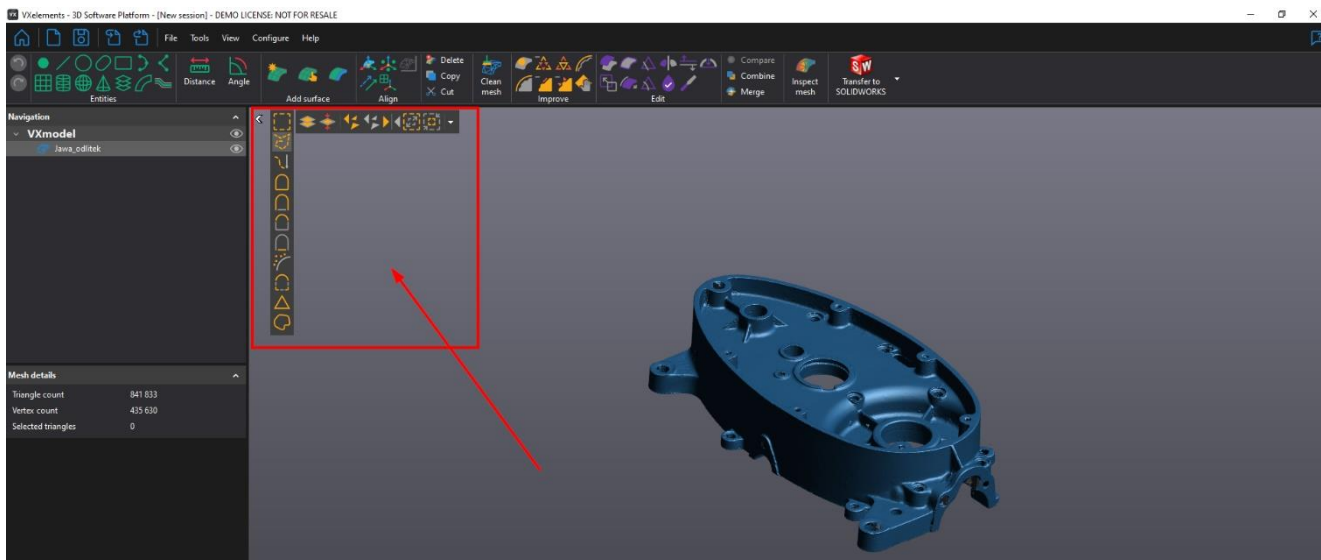 VX VXelements - 3D Software Platform - [New session] - DEMO LICENSE: NOT FOR RESALE
File Tools View Configure Help
Entities
Distance
Angle
Add surface
Align
Delete
Copy
Cut
Clean mesh
Improve
Edit
Compare
Combine
Merge
Inspect mesh
SW
Transfer to SOLIDWORKS
Navigation
VXmodel
Jawa_odlitek
Mesh details
Triangle count 841 833
Vertex count 435 630
Selected triangles 0